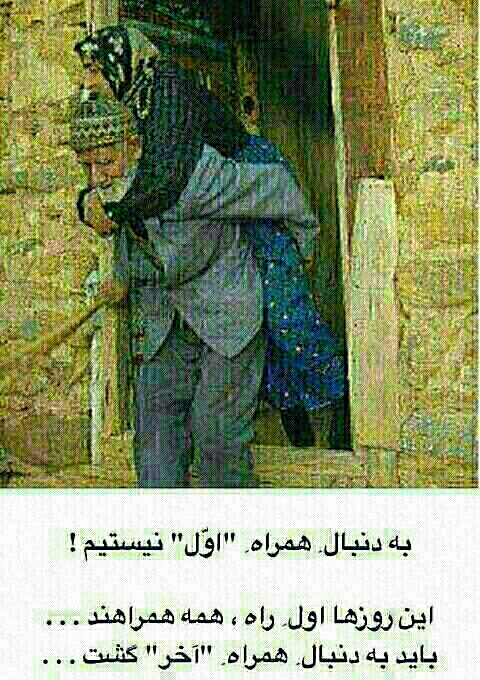 به دنبالِ همراهِ "اوّل" نیستیم !
این روزها اولِ راه ، همه همراهند ...
باید به دنبالِ همراهِ "آخر" گشت ...